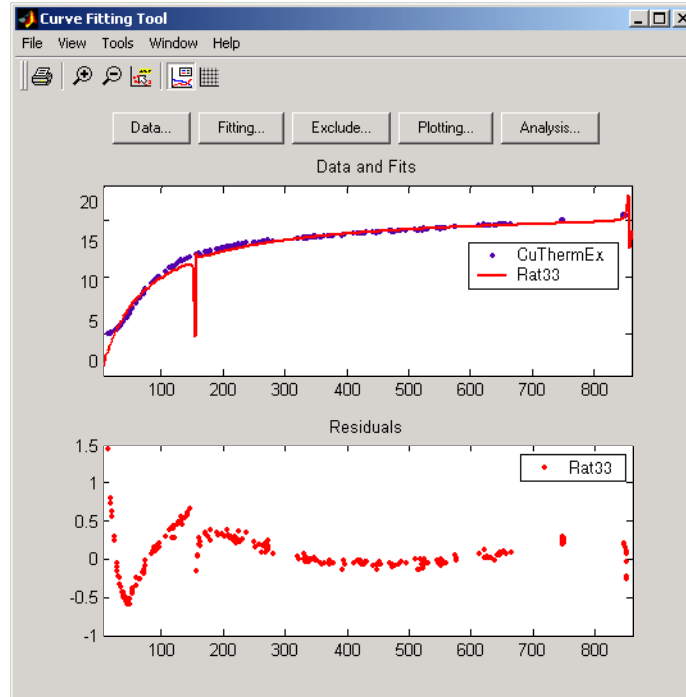 Curve Fitting Tool
File View Tools Window Help
Data... Fitting... Exclude... Plotting... Analysis...
Data and Fits
20
15
10
5
0
CuThermEx
Rat33
100 200 300 400 500 600 700 800
Residuals
1.5
1
0.5
0
-0.5
-1
Rat33
100 200 300 400 500 600 700 800